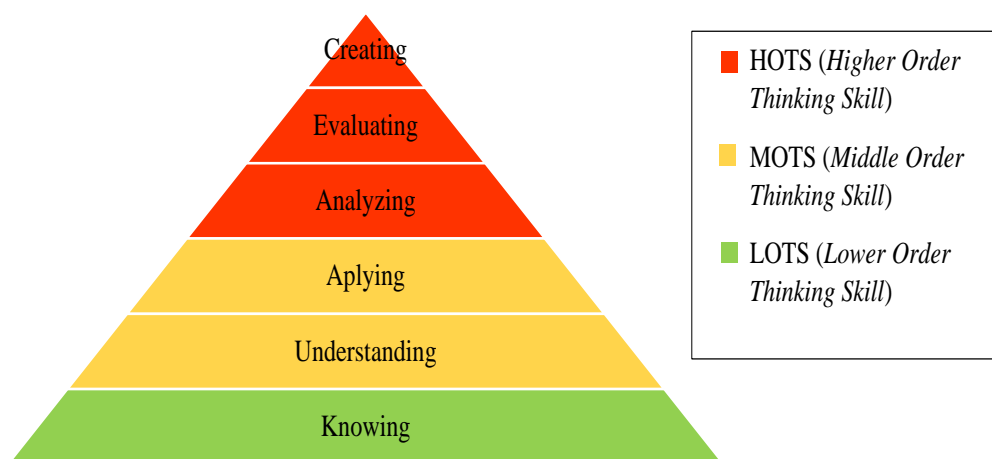 Creating
Evaluating
Analyzing
Aplying
Understanding
Knowing
HOTS (Higher Order
Thinking Skill)
MOTS (Middle Order
Thinking Skill)
LOTS (Lower Order
Thinking Skill)